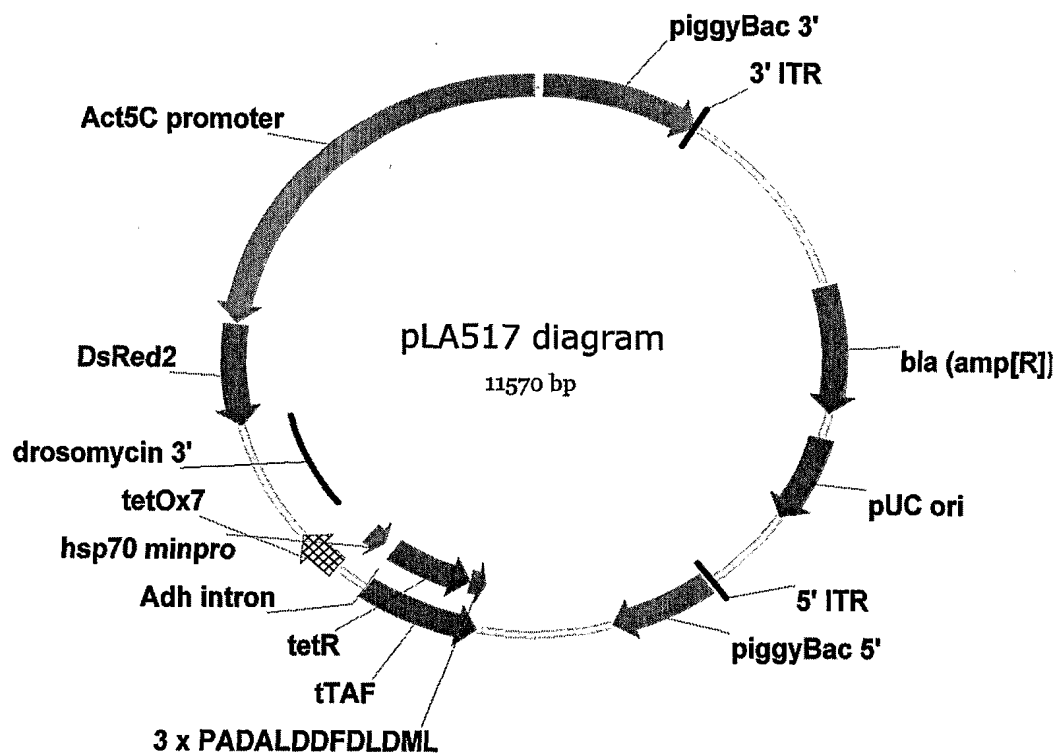 piggyBac 3'
3' ITR
Act5C promoter
pLA517 diagram
11570 bp
bla (amp[R])
DsRed2
drosomycin 3'
tetOx7
pUC ori
hsp70 minpro
Adh intron
5' ITR
tetR
piggyBac 5'
tTAF
3 x PADALDDFDLDML